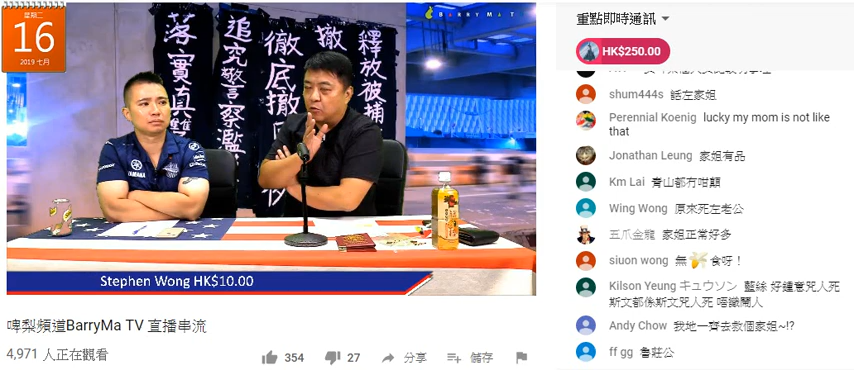 星期二
16
2019 七月
BARRYMA T
落實真雙
追究警察濫
徹底撤回
撤
釋放被捕
YAMAHA
Stephen Wong HK$10.00
啤梨頻道BarryMa TV 直播串流
4,971 人正在觀看
354
27
分享
儲存
重點即時通訊
HK$250.00
shum444s 話左家姐
Perennial Koenig lucky my mom is not like
that
Jonathan Leung 家姐有品
Km Lai 青山都冇咁顧
Wing Wong 原來死左老公
五爪金龍 家姐正常好多
siuon wong 無🍌食呀！
Kilson Yeung キュウソン 藍絲 好鍾意咒人死
斯文都係斯文咒人死 唔識鬧人
Andy Chow 我地一齊去救個家姐~!?
ff gg 魯莊公